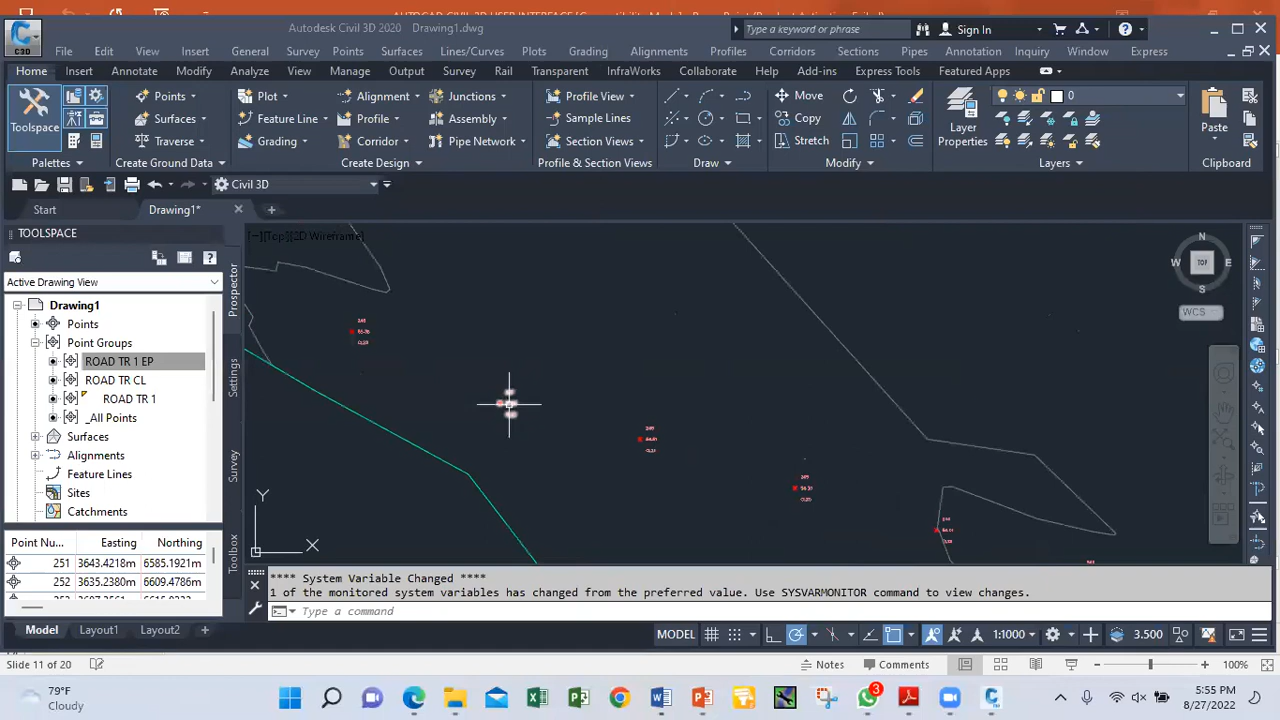 Autodesk Civil 3D 2020 Drawing1.dwg
Type a keyword or phrase
Sign In
C3D
File Edit View Insert General Survey Points Surfaces Lines/Curves Plots Grading Alignments Profiles Corridors Sections Pipes Annotation Inquiry Window Express
Home Insert Annotate Modify Analyze View Manage Output Survey Rail Transparent InfraWorks Collaborate Help Add-ins Express Tools Featured Apps
Points Plot Alignment Junctions Profile View Move 0
Toolspace Surfaces Feature Line Profile Assembly Sample Lines Copy Layer Properties Paste
Traverse Grading Corridor Pipe Network Section Views Stretch
Palettes Create Ground Data Create Design Profile & Section Views Draw Modify Layers Clipboard
Civil 3D
Start Drawing1*
TOOLSPACE
[−][Top][2D Wireframe]
N
W TOP E
S
WCS
Active Drawing View
Drawing1
Points
Point Groups
ROAD TR 1 EP
ROAD TR CL
ROAD TR 1
_All Points
Surfaces
Alignments
Feature Lines
Sites
Catchments
Prospector
Settings
Survey
Toolbox
Point Nu... Easting Northing
251 3643.4218m 6585.1921m
252 3635.2380m 6609.4786m
Y
X
**** System Variable Changed ****
1 of the monitored system variables has changed from the preferred value. Use SYSVARMONITOR command to view changes.
Type a command
Model Layout1 Layout2
MODEL 1:1000 3.500
Slide 11 of 20 Notes Comments 100%
79°F
Cloudy
3
5:55 PM
8/27/2022